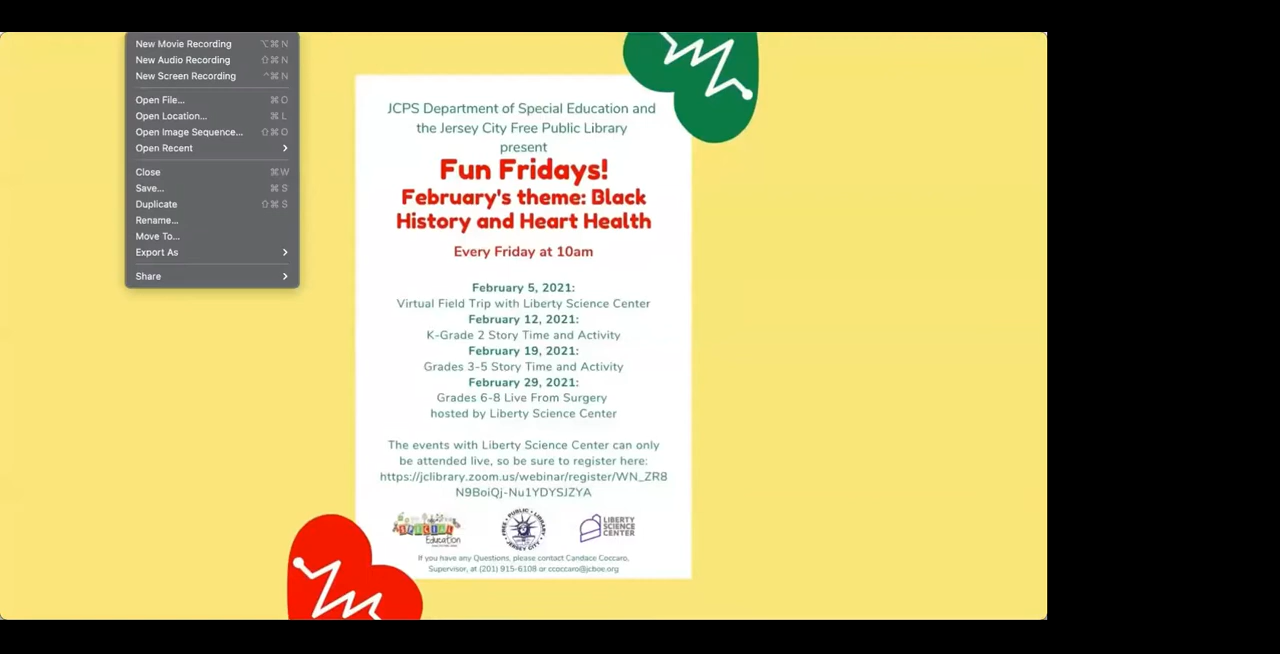 New Movie Recording ⌥⌘N
New Audio Recording ⇧⌘N
New Screen Recording ^⌘N
Open File... ⌘O
Open Location... ⌘L
Open Image Sequence... ⇧⌘O
Open Recent
Close ⌘W
Save... ⌘S
Duplicate ⇧⌘S
Rename...
Move To...
Export As
Share
JCPS Department of Special Education and
the Jersey City Free Public Library
present
Fun Fridays!
February's theme: Black
History and Heart Health
Every Friday at 10am
February 5, 2021:
Virtual Field Trip with Liberty Science Center
February 12, 2021:
K-Grade 2 Story Time and Activity
February 19, 2021:
Grades 3-5 Story Time and Activity
February 29, 2021:
Grades 6-8 Live From Surgery
hosted by Liberty Science Center
The events with Liberty Science Center can only
be attended live, so be sure to register here:
https://jclibrary.zoom.us/webinar/register/WN_ZR8
N9BoiQj-Nu1YDYSJZYA
SPECIAL
Education
FREE PUBLIC LIBRARY
JERSEY CITY
LIBERTY
SCIENCE
CENTER
If you have any Questions, please contact Candace Coccaro,
Supervisor, at (201) 915-6108 or ccoccaro@jcboe.org